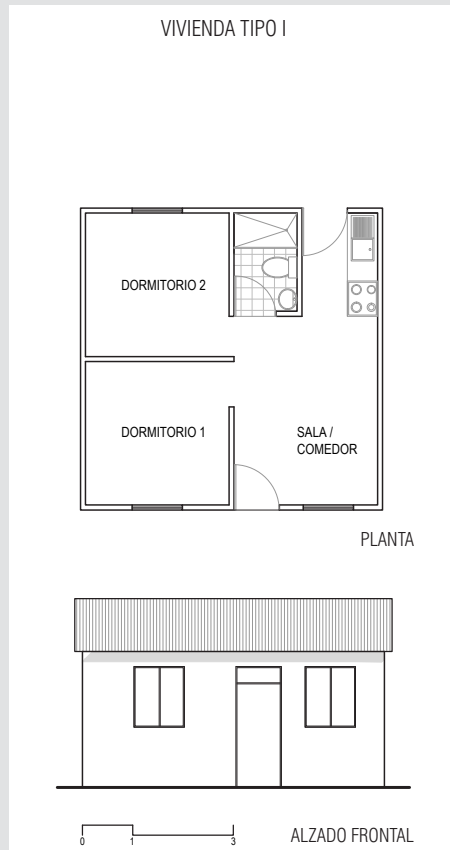 VIVIENDA TIPO I
DORMITORIO 2
DORMITORIO 1
SALA /
COMEDOR
PLANTA
0 1 3
ALZADO FRONTAL